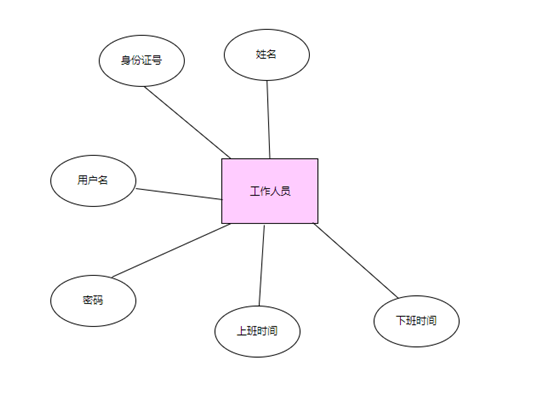 身份证号
姓名
用户名
工作人员
密码
上班时间
下班时间